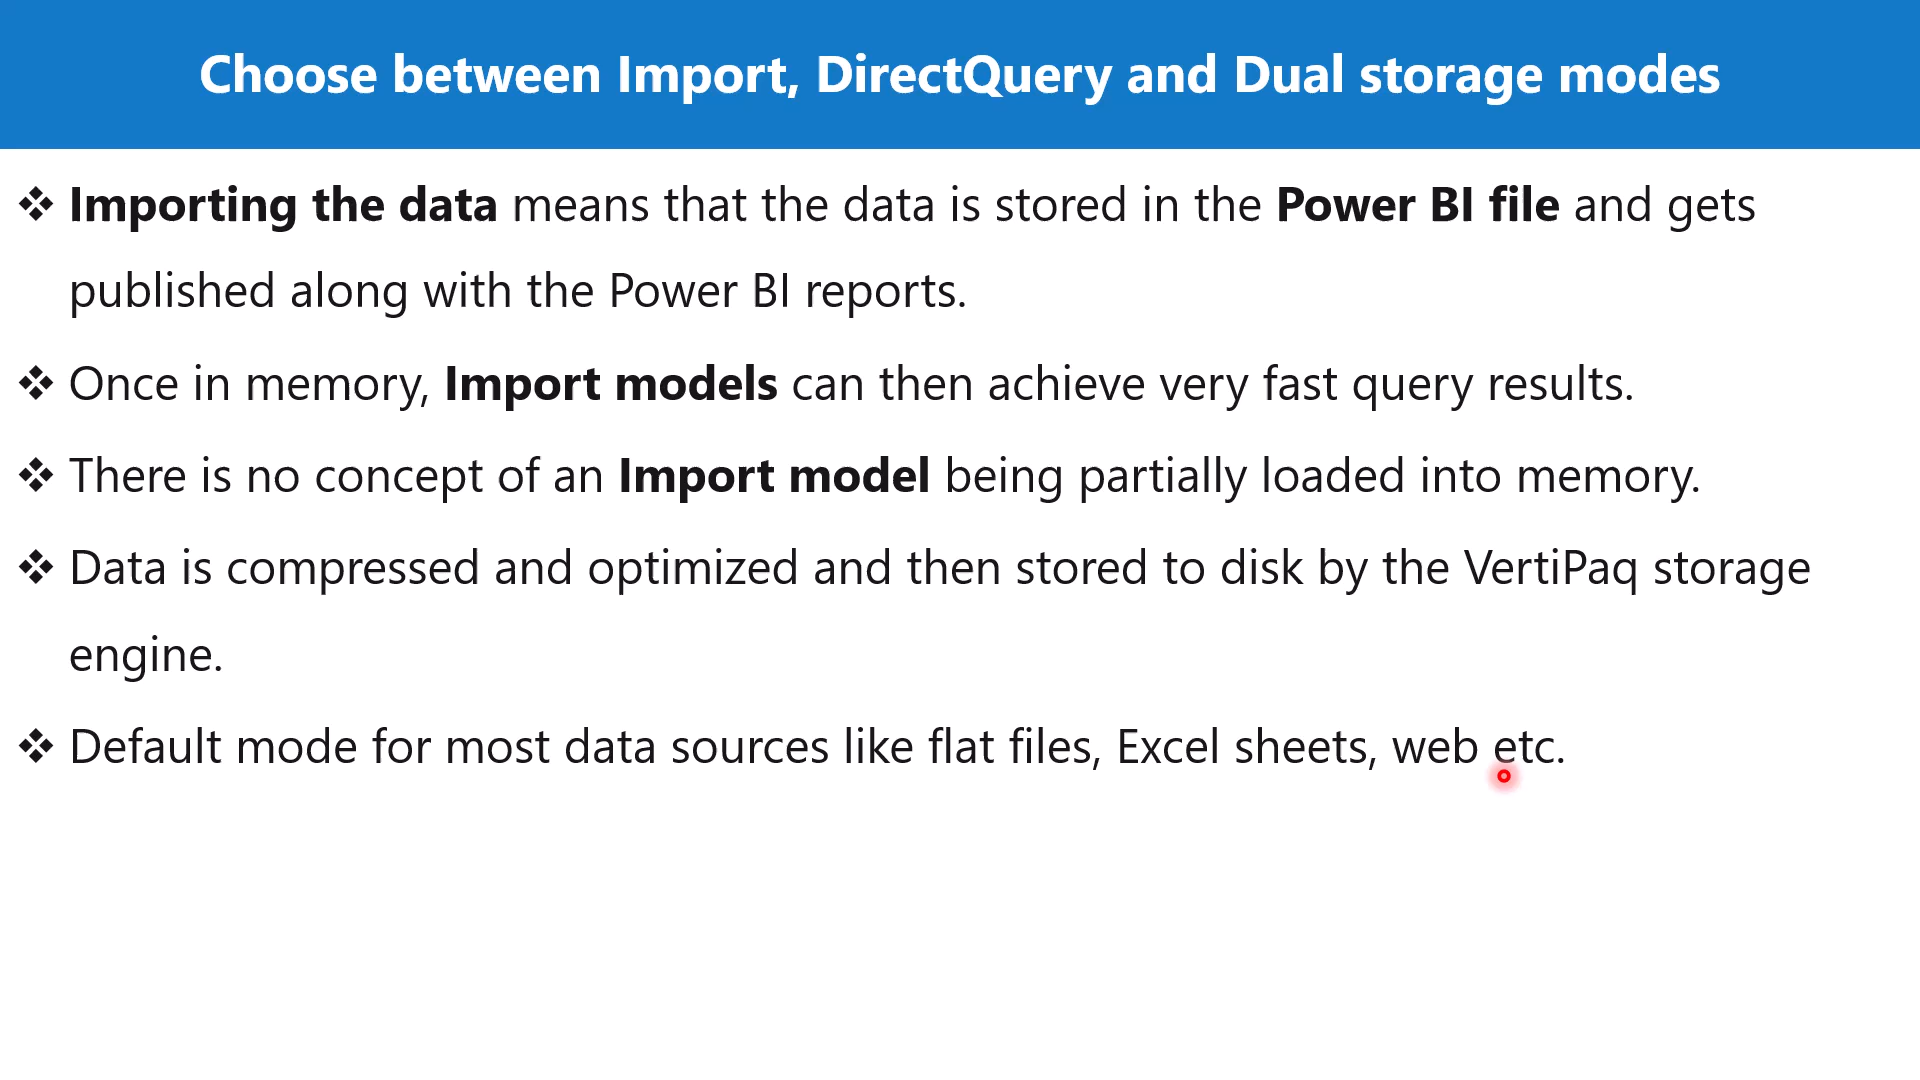 Choose between Import, DirectQuery and Dual storage modes
❖ Importing the data means that the data is stored in the Power BI file and gets
published along with the Power BI reports.
❖ Once in memory, Import models can then achieve very fast query results.
❖ There is no concept of an Import model being partially loaded into memory.
❖ Data is compressed and optimized and then stored to disk by the VertiPaq storage
engine.
❖ Default mode for most data sources like flat files, Excel sheets, web etc.